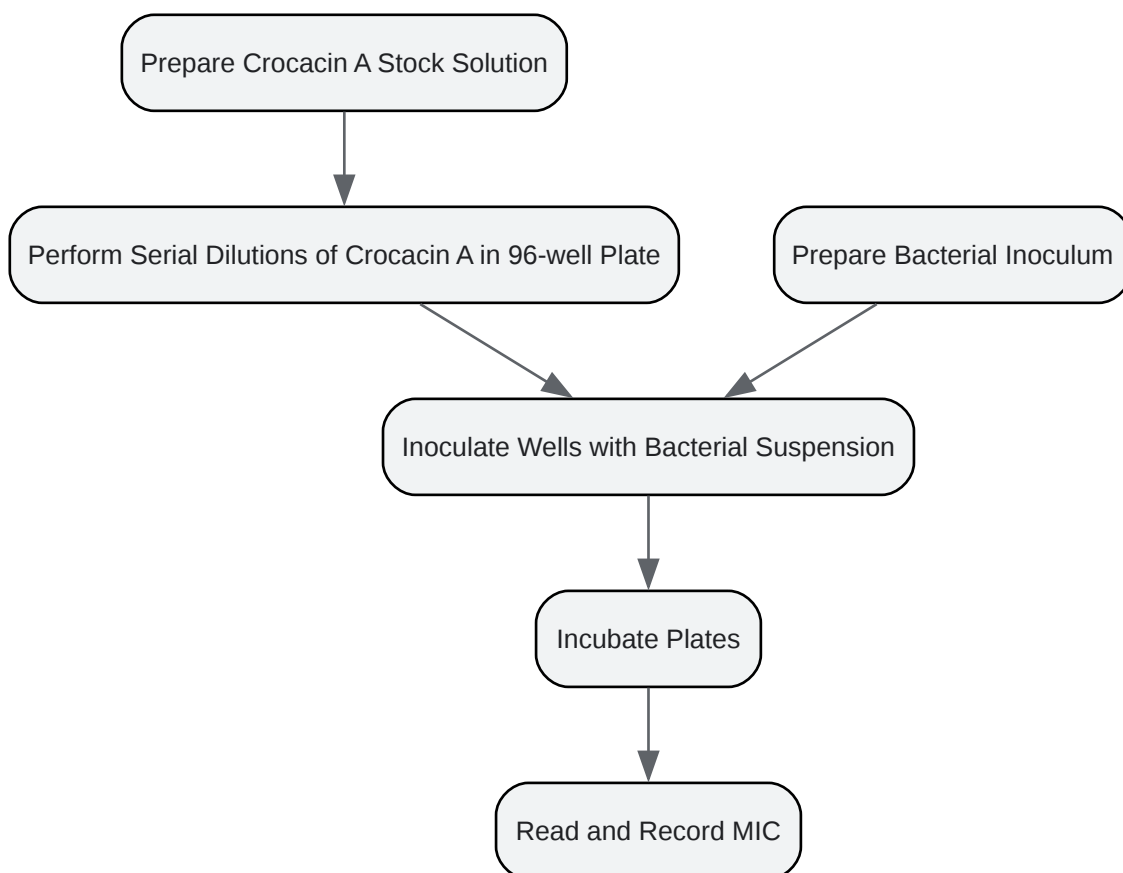 Prepare Crocacin A Stock Solution
Perform Serial Dilutions of Crocacin A in 96-well Plate
Prepare Bacterial Inoculum
Inoculate Wells with Bacterial Suspension
Incubate Plates
Read and Record MIC